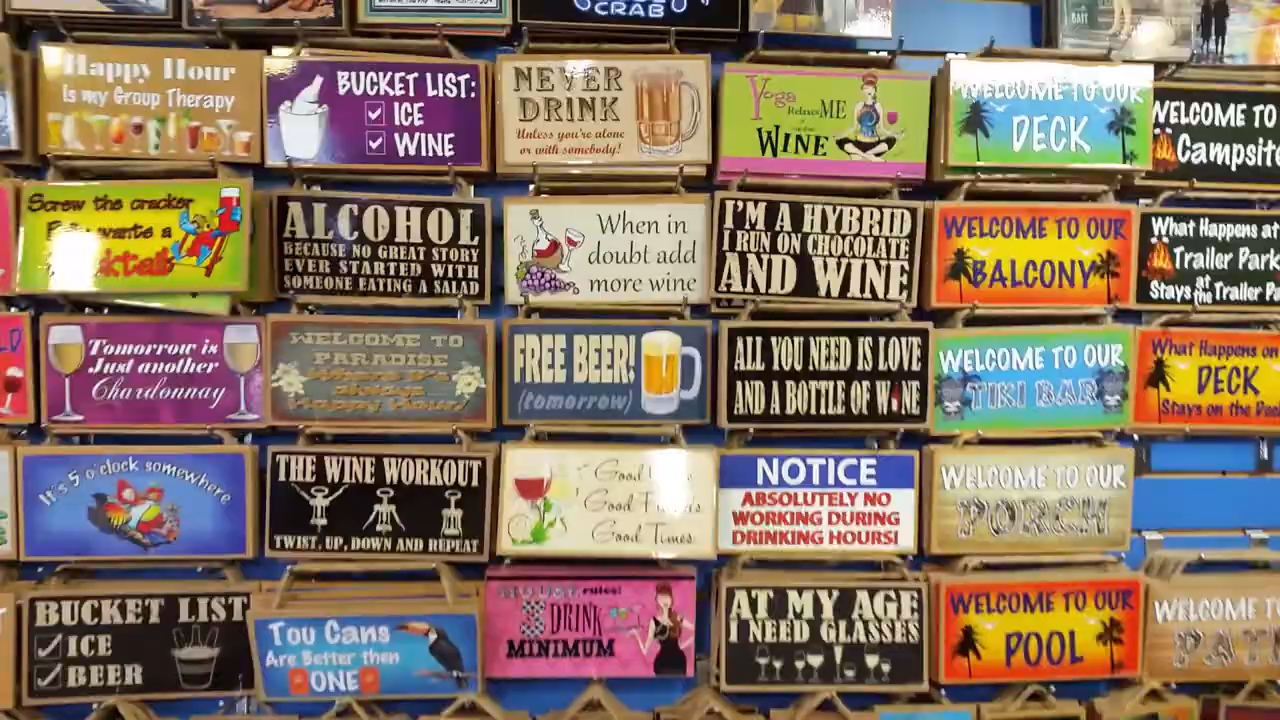 CRAB
Happy Hour
Is my Group Therapy
BUCKET LIST:
ICE
WINE
NEVER
DRINK
Unless you're alone
or with somebody!
Yoga
Relaxes ME
WINE
WELCOME TO OUR
DECK
WELCOME TO
Campsite
Screw the cracker
wants a
ktail
ALCOHOL
BECAUSE NO GREAT STORY
EVER STARTED WITH
SOMEONE EATING A SALAD
When in
doubt add
more wine
I'M A HYBRID
I RUN ON CHOCOLATE
AND WINE
WELCOME TO OUR
BALCONY
What Happens at
Trailer Park
Stays at the Trailer Pa
Tomorrow is
Just another
Chardonnay
WELCOME TO
PARADISE
FREE BEER!
(tomorrow)
ALL YOU NEED IS LOVE
AND A BOTTLE OF WINE
WELCOME TO OUR
TIKI BAR
What Happens on
DECK
Stays on the Deck
It's 5 o'clock somewhere
THE WINE WORKOUT
TWIST, UP, DOWN AND REPEAT
Good
Good
Good Times
NOTICE
ABSOLUTELY NO
WORKING DURING
DRINKING HOURS!
WELCOME TO OUR
PORCH
BUCKET LIST
ICE
BEER
Tou Cans
Are Better then
ONE
rules!
DRINK
MINIMUM
AT MY AGE
I NEED GLASSES
WELCOME TO OUR
POOL
WELCOME T
PAT